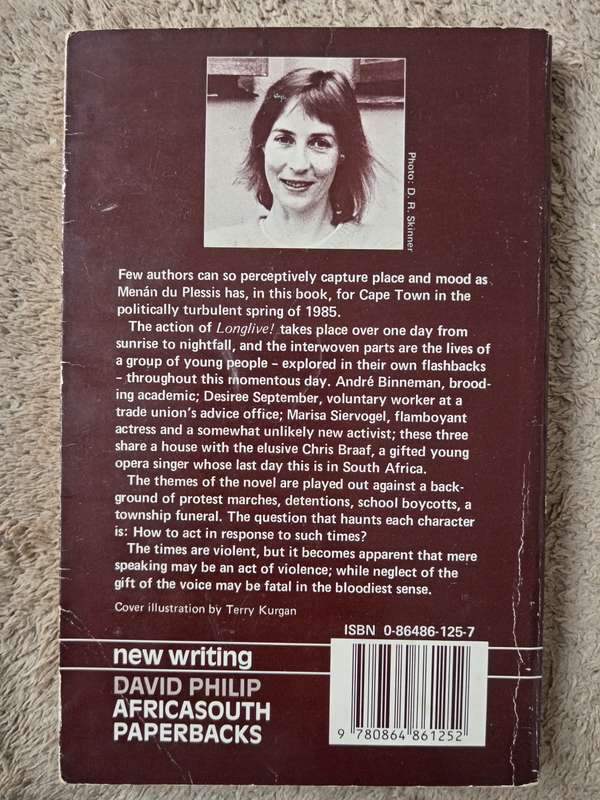 Photo: D. R. Skinner
Few authors can so perceptively capture place and mood as
Menán du Plessis has, in this book, for Cape Town in the
politically turbulent spring of 1985.
The action of Longlive! takes place over one day from
sunrise to nightfall, and the interwoven parts are the lives of
a group of young people – explored in their own flashbacks
– throughout this momentous day. André Binneman, brood-
ing academic; Desiree September, voluntary worker at a
trade union's advice office; Marisa Siervogel, flamboyant
actress and a somewhat unlikely new activist; these three
share a house with the elusive Chris Braaf, a gifted young
opera singer whose last day this is in South Africa.
The themes of the novel are played out against a back-
ground of protest marches, detentions, school boycotts, a
township funeral. The question that haunts each character
is: How to act in response to such times?
The times are violent, but it becomes apparent that mere
speaking may be an act of violence; while neglect of the
gift of the voice may be fatal in the bloodiest sense.
Cover illustration by Terry Kurgan
ISBN 0-86486-125-7
new writing
DAVID PHILIP
AFRICASOUTH
PAPERBACKS
9 780864 861252